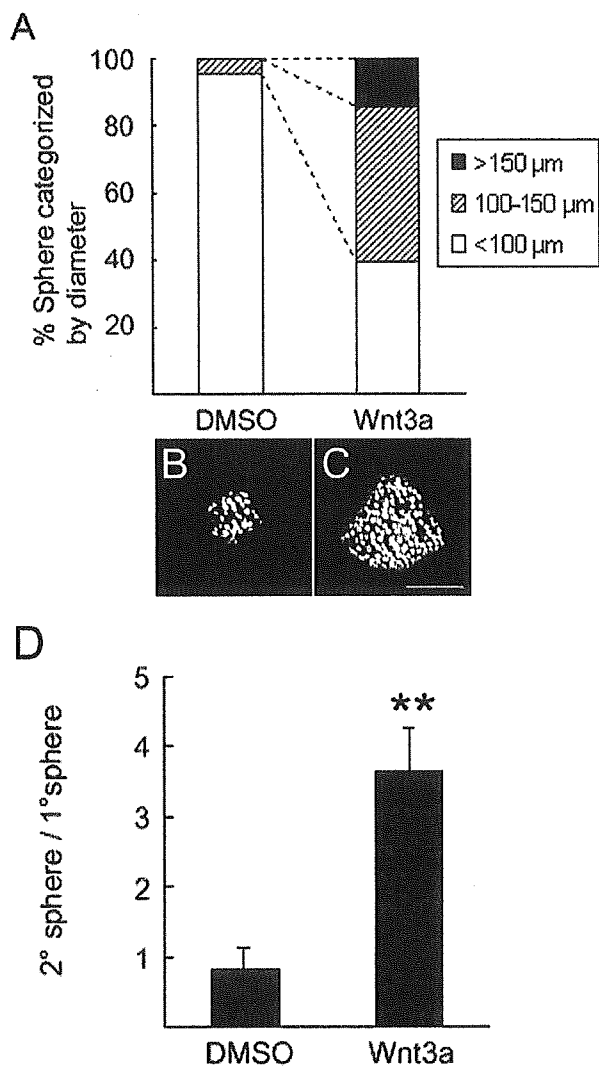 A
% Sphere categorized
by diameter
100
80
60
40
20
>150 µm
100–150 µm
<100 µm
DMSO
Wnt3a
B
C
D
2° sphere / 1°sphere
5
4
3
2
1
**
DMSO
Wnt3a